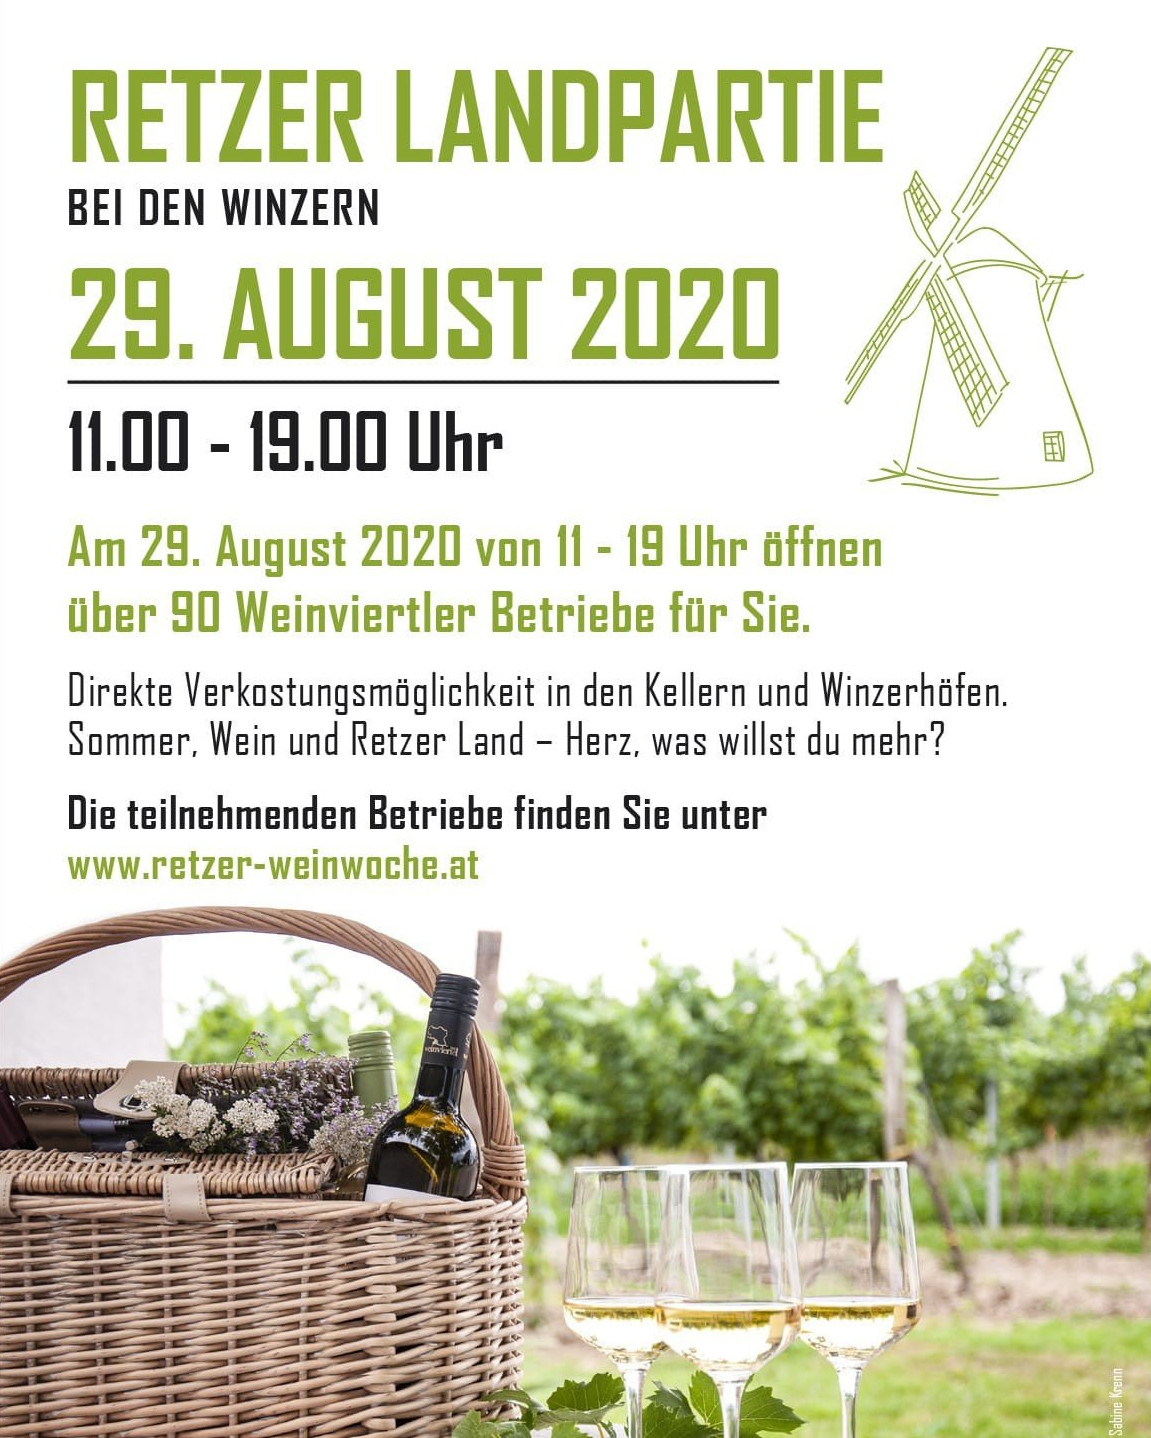 RETZER LANDPARTIE
BEI DEN WINZERN
29. AUGUST 2020
11.00 - 19.00 Uhr
Am 29. August 2020 von 11 - 19 Uhr öffnen
über 90 Weinviertler Betriebe für Sie.
Direkte Verkostungsmöglichkeit in den Kellern und Winzerhöfen.
Sommer, Wein und Retzer Land – Herz, was willst du mehr?
Die teilnehmenden Betriebe finden Sie unter
www.retzer-weinwoche.at
weinviertel
Sabine Krenn